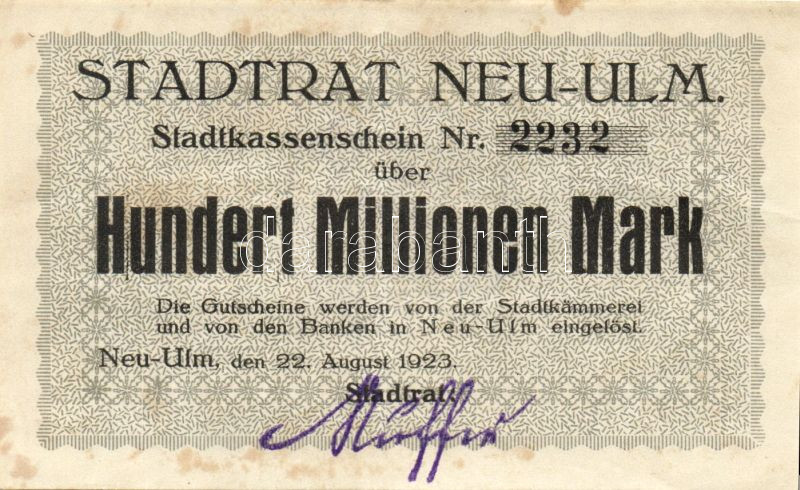 STADTRAT NEU-ULM.
Stadtkassenschein Nr. 2232
über
Hundert Millionen Mark
darabanth
Die Gutscheine werden von der Stadtkämmerei
und von den Banken in Neu-Ulm eingelöst.
Neu-Ulm, den 22. August 1923.
Stadtrat: